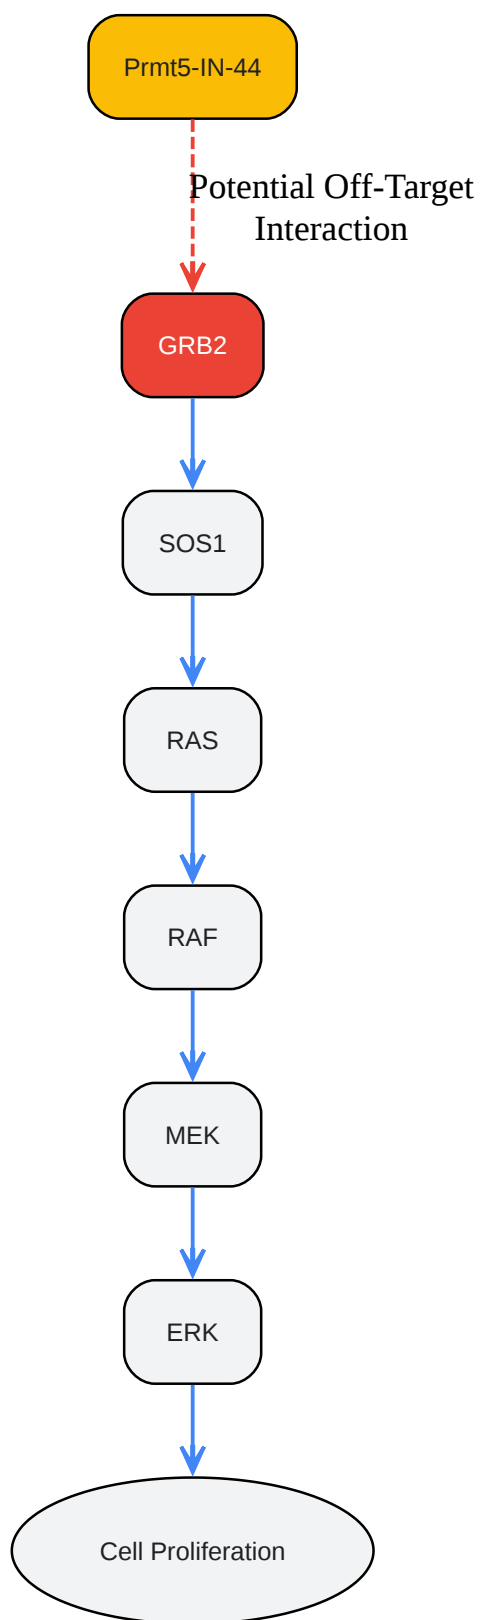 Prmt5-IN-44
Potential Off-Target
Interaction
GRB2
SOS1
RAS
RAF
MEK
ERK
Cell Proliferation